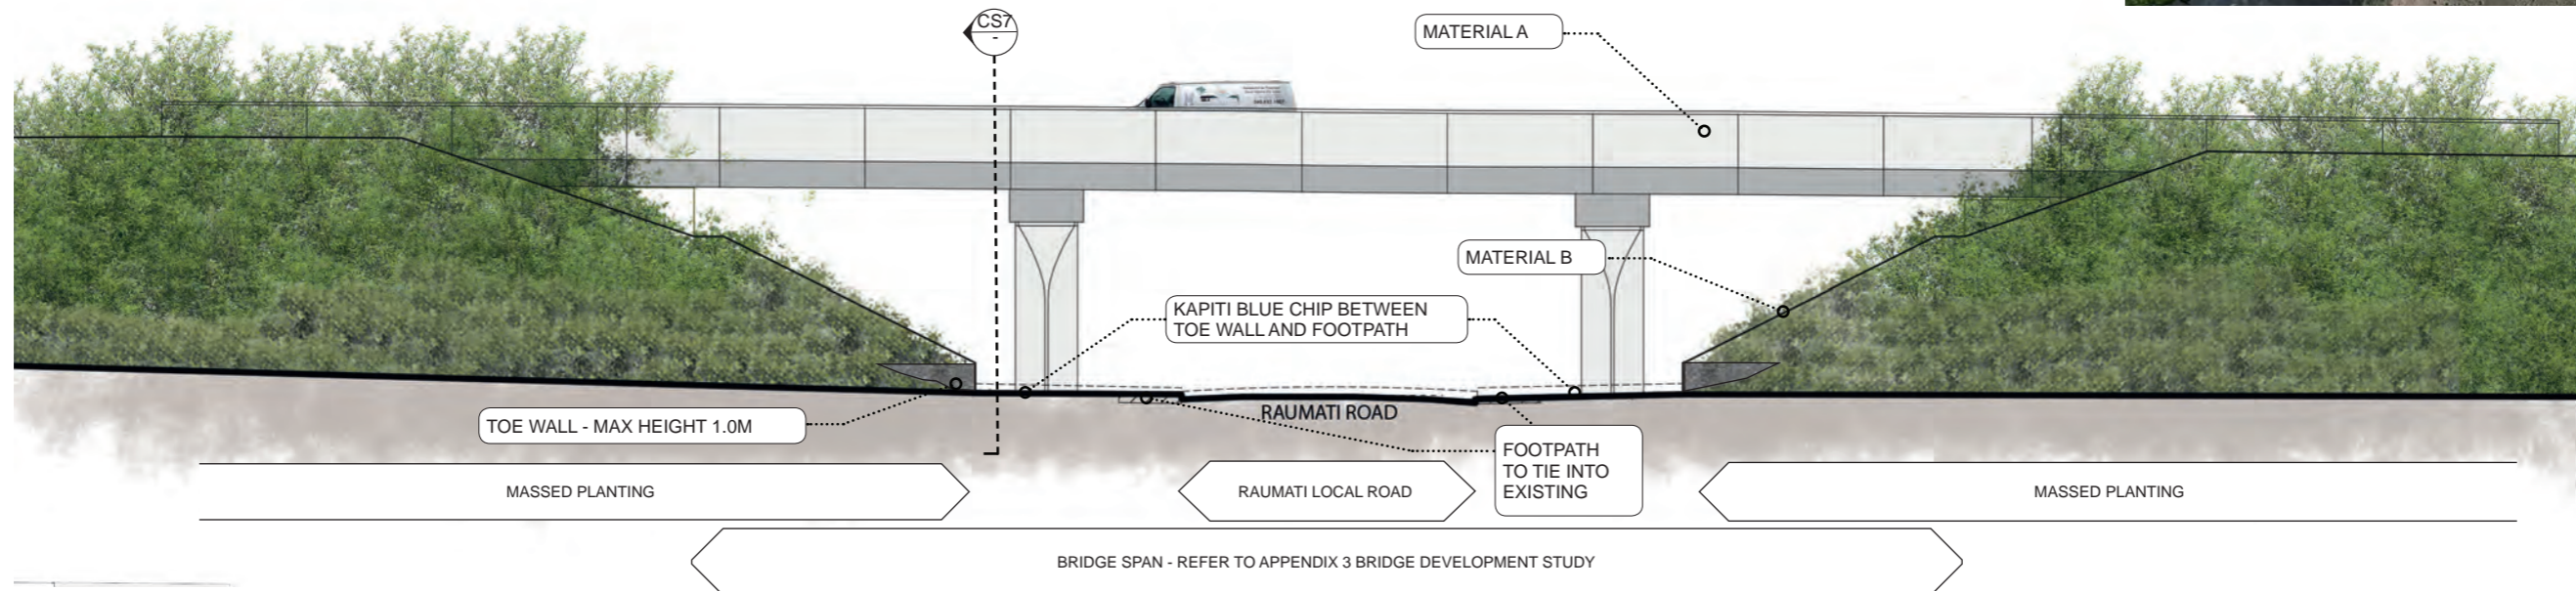 CS7
-
MATERIAL A
MATERIAL B
KAPITI BLUE CHIP BETWEEN
TOE WALL AND FOOTPATH
TOE WALL - MAX HEIGHT 1.0M
RAUMATI ROAD
FOOTPATH
TO TIE INTO
EXISTING
MASSED PLANTING
RAUMATI LOCAL ROAD
MASSED PLANTING
BRIDGE SPAN - REFER TO APPENDIX 3 BRIDGE DEVELOPMENT STUDY